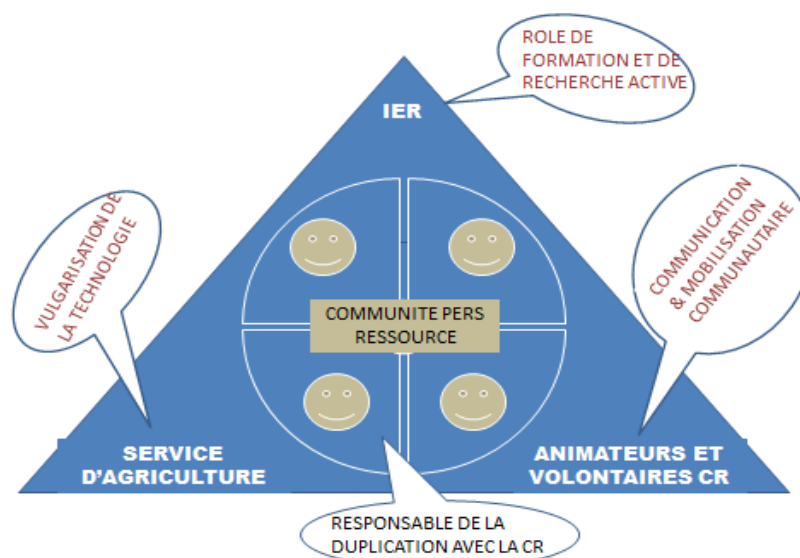 ROLE DE
FORMATION ET DE
RECHERCHE ACTIVE
IER
VULGARISATION DE
LA TECHNOLOGIE
COMMUNICATION
& MOBILISATION
COMMUNAUTAIRE
COMMUNITE PERS
RESSOURCE
SERVICE
D'AGRICULTURE
ANIMATEURS ET
VOLONTAIRES CR
RESPONSABLE DE LA
DUPLICATION AVEC LA CR